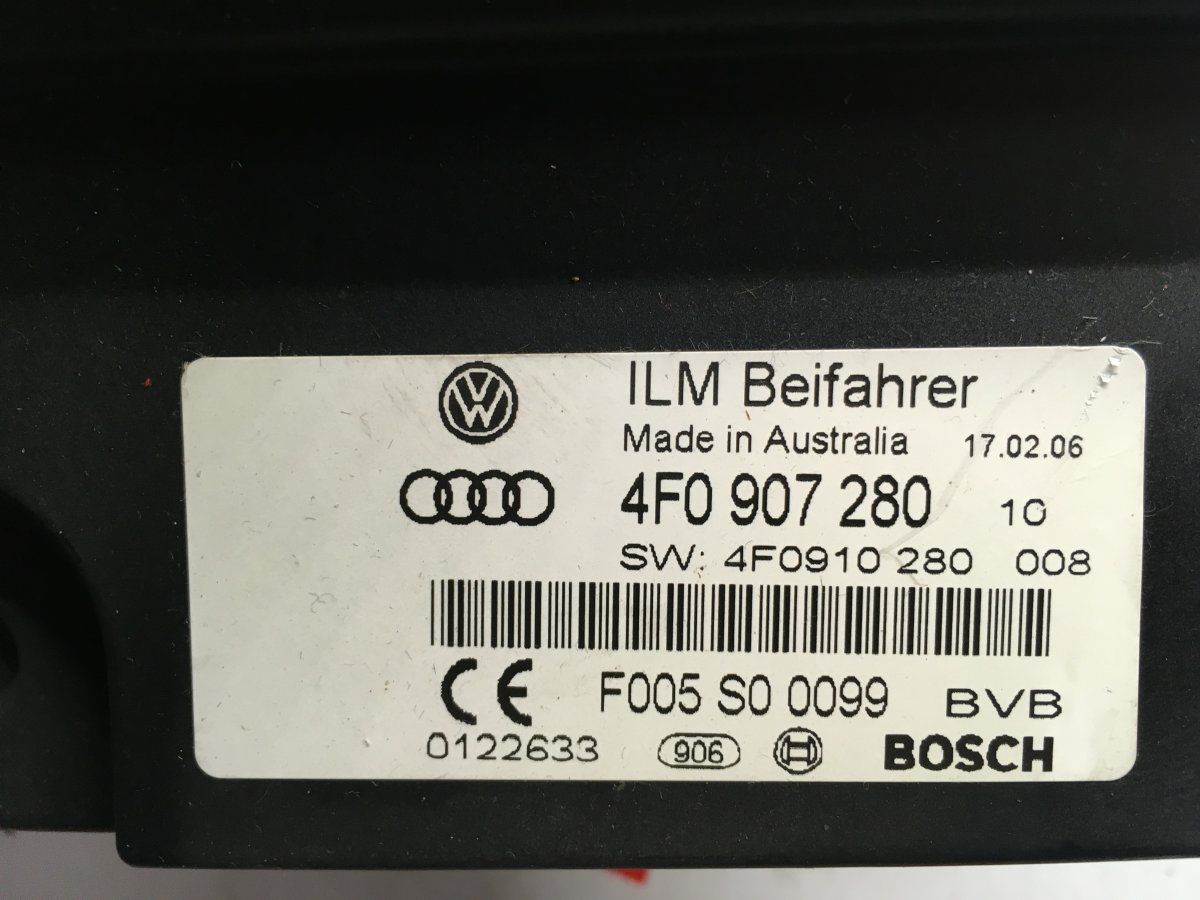 ILM Beifahrer
Made in Australia 17.02.06
4F0 907 280 10
SW: 4F0910 280 008
CE F005 S0 0099 BVB
0122633 906 BOSCH